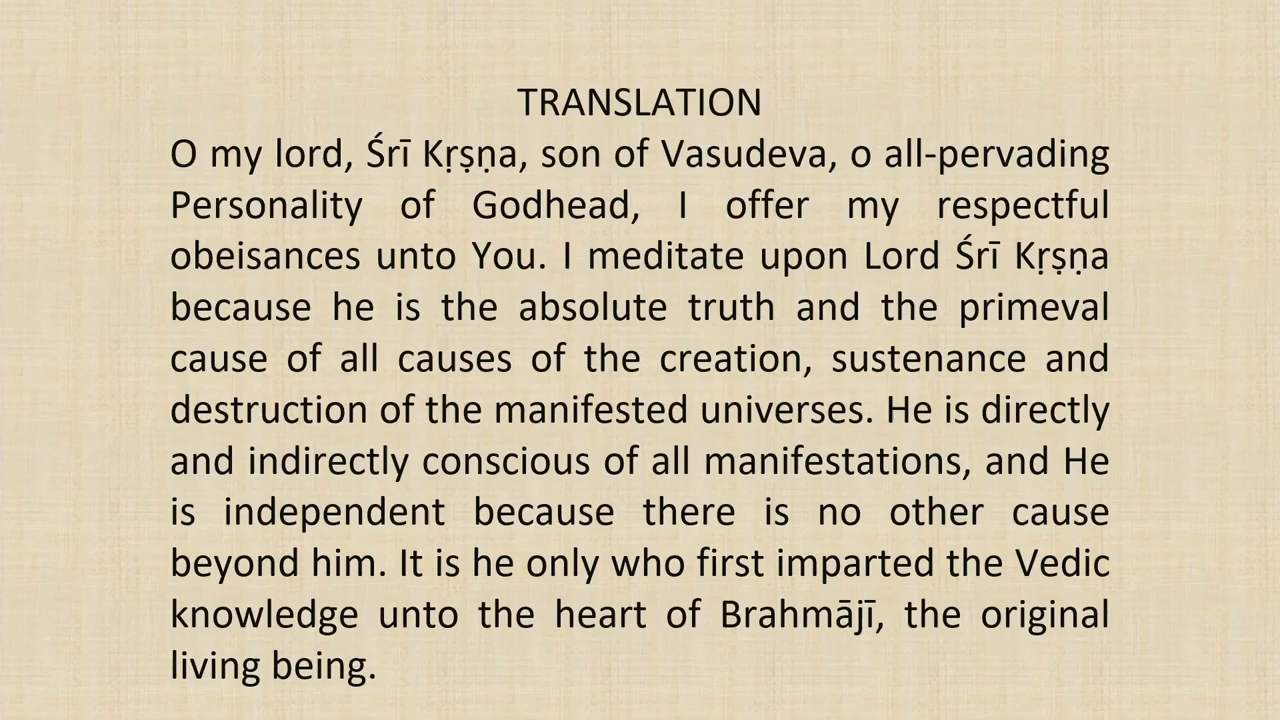 TRANSLATION
O my lord, Śrī Kṛṣṇa, son of Vasudeva, o all-pervading
Personality of Godhead, I offer my respectful
obeisances unto You. I meditate upon Lord Śrī Kṛṣṇa
because he is the absolute truth and the primeval
cause of all causes of the creation, sustenance and
destruction of the manifested universes. He is directly
and indirectly conscious of all manifestations, and He
is independent because there is no other cause
beyond him. It is he only who first imparted the Vedic
knowledge unto the heart of Brahmājī, the original
living being.